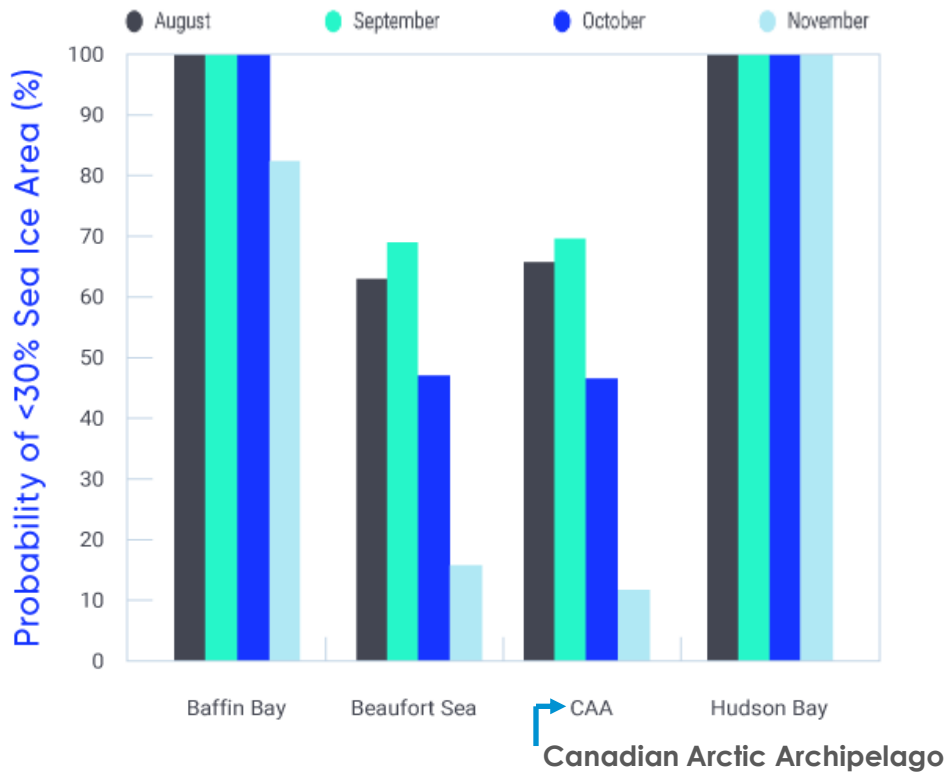 August September October November
Probability of <30% Sea Ice Area (%)
100
90
80
70
60
50
40
30
20
10
0
Baffin Bay Beaufort Sea CAA Hudson Bay
Canadian Arctic Archipelago